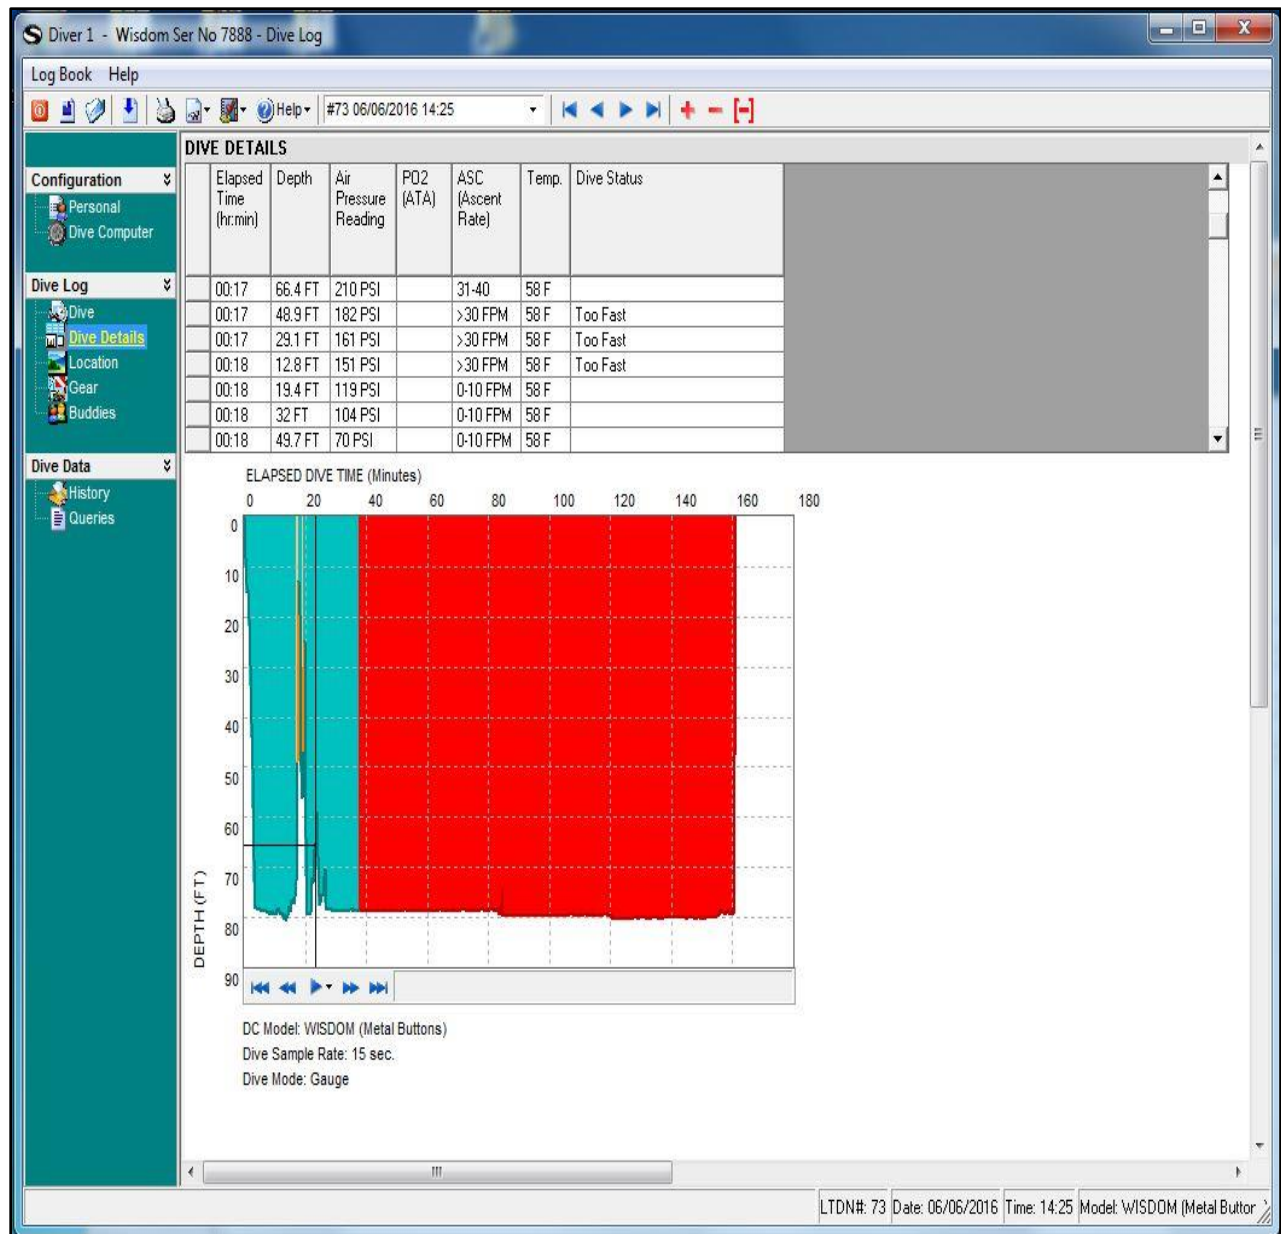 Diver 1 - Wisdom Ser No 7888 - Dive Log
Log Book Help
Help #73 06/06/2016 14:25
DIVE DETAILS
Configuration
Personal
Dive Computer
Dive Log
Dive
Dive Details
Location
Gear
Buddies
Dive Data
History
Queries
Elapsed Time (hr:min) Depth Air Pressure Reading PO2 (ATA) ASC (Ascent Rate) Temp. Dive Status
00:17 66.4 FT 210 PSI 31-40 58 F
00:17 48.9 FT 182 PSI >30 FPM 58 F Too Fast
00:17 29.1 FT 161 PSI >30 FPM 58 F Too Fast
00:18 12.8 FT 151 PSI >30 FPM 58 F Too Fast
00:18 19.4 FT 119 PSI 0-10 FPM 58 F
00:18 32 FT 104 PSI 0-10 FPM 58 F
00:18 49.7 FT 70 PSI 0-10 FPM 58 F
ELAPSED DIVE TIME (Minutes)
0 20 40 60 80 100 120 140 160 180
0
10
20
30
40
50
60
70
80
90
DEPTH (FT)
DC Model: WISDOM (Metal Buttons)
Dive Sample Rate: 15 sec.
Dive Mode: Gauge
LTDN#: 73 Date: 06/06/2016 Time: 14:25 Model: WISDOM (Metal Buttor